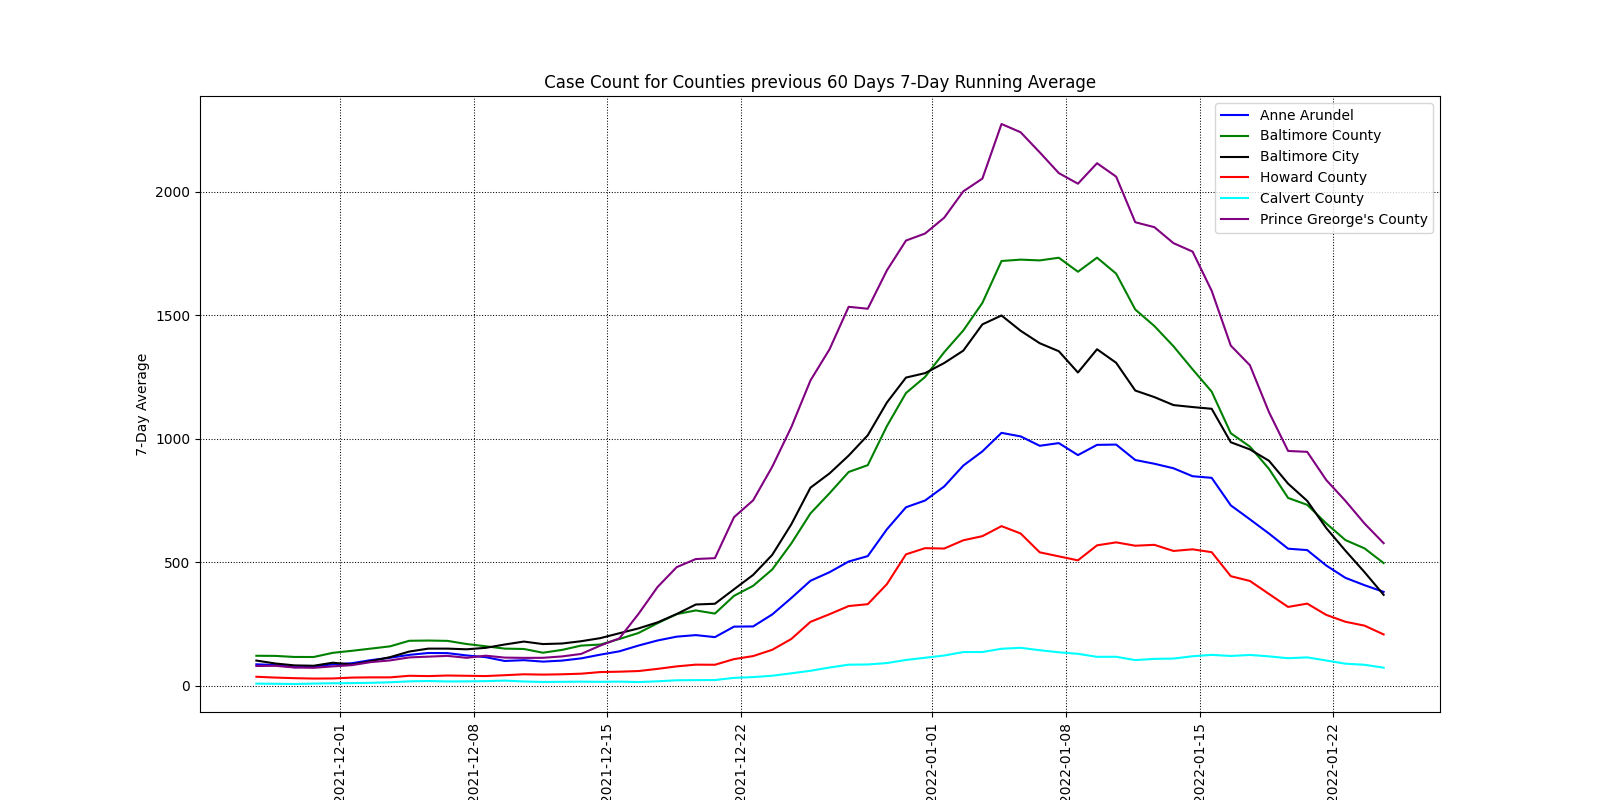 Case Count for Counties previous 60 Days 7-Day Running Average
Anne Arundel
Baltimore County
Baltimore City
Howard County
Calvert County
Prince Greorge's County
7-Day Average
2000
1500
1000
500
0
2021-12-01
2021-12-08
2021-12-15
2021-12-22
2022-01-01
2022-01-08
2022-01-15
2022-01-22